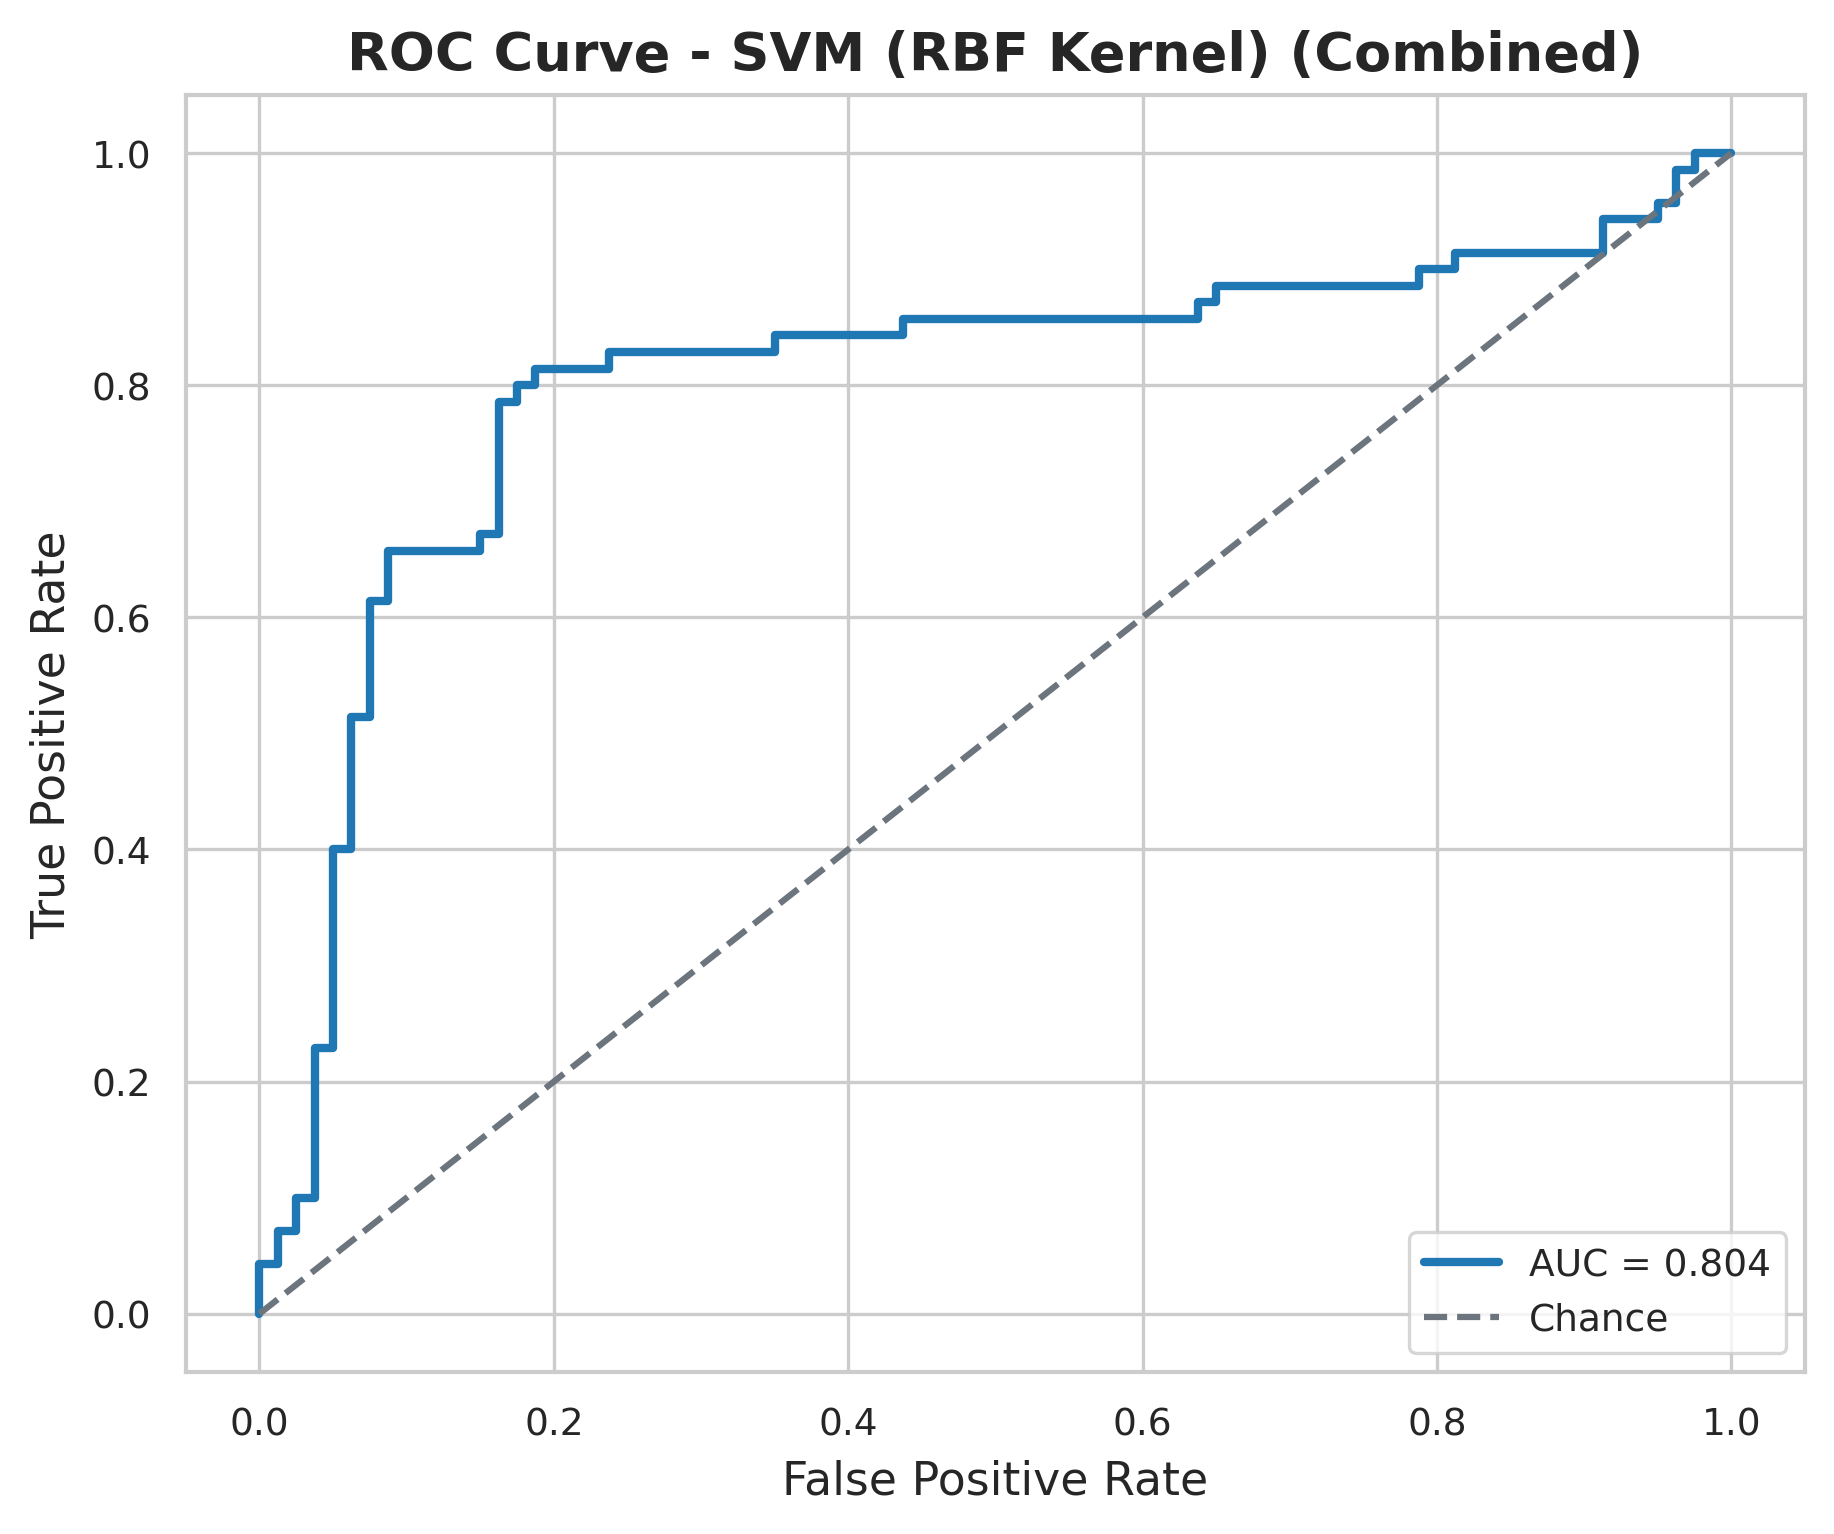 ROC Curve - SVM (RBF Kernel) (Combined)
True Positive Rate
1.0
0.8
0.6
0.4
0.2
0.0
AUC = 0.804
Chance
0.0 0.2 0.4 0.6 0.8 1.0
False Positive Rate